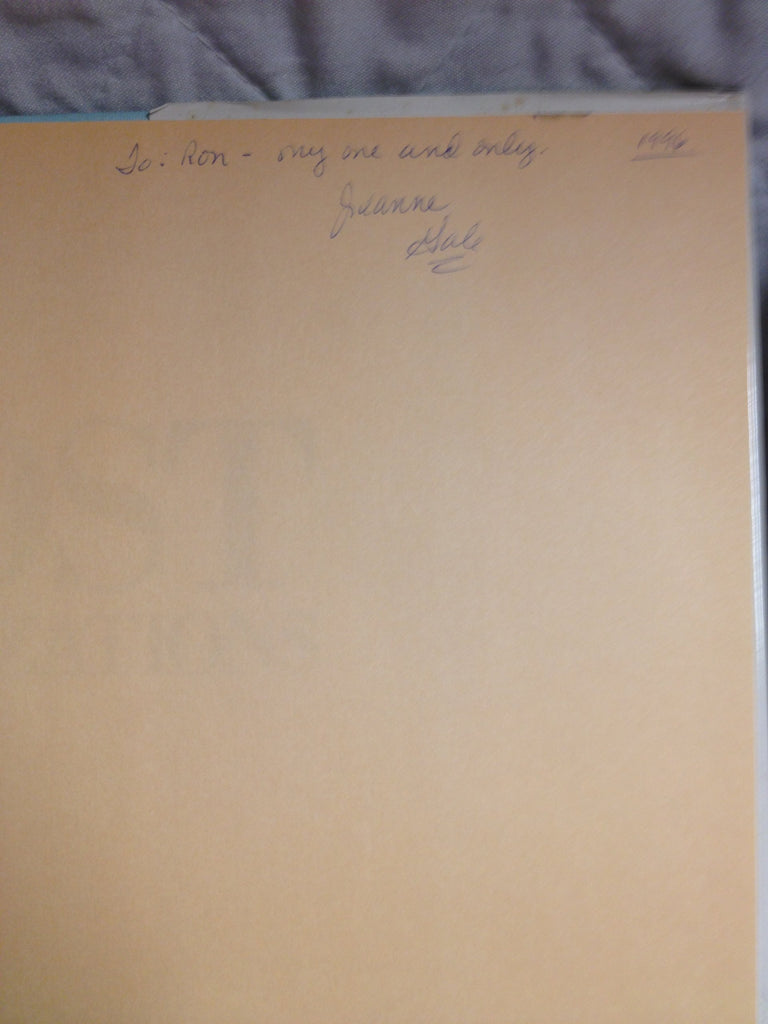 To: Ron - my one and only. 1996
Jeanne
Gale